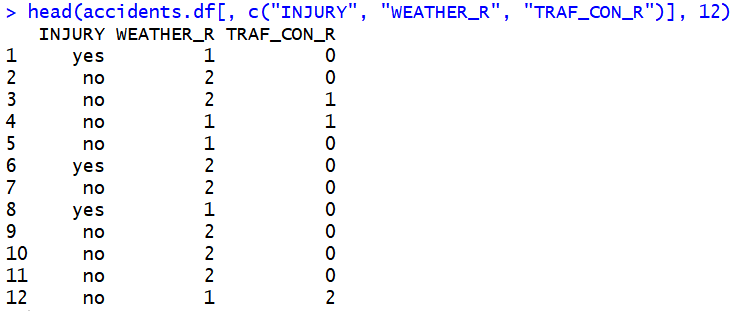 > head(accidents.df[, c("INJURY", "WEATHER_R", "TRAF_CON_R")], 12)
   INJURY WEATHER_R TRAF_CON_R
1     yes         1          0
2      no         2          0
3      no         2          1
4      no         1          1
5      no         1          0
6     yes         2          0
7      no         2          0
8     yes         1          0
9      no         2          0
10     no         2          0
11     no         2          0
12     no         1          2